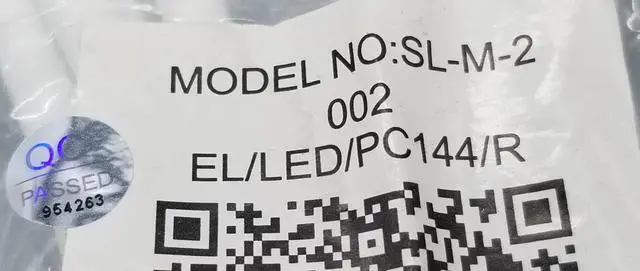 MODEL NO:SL-M-2
002
EL/LED/PC144/R
QC
PASSED
954263